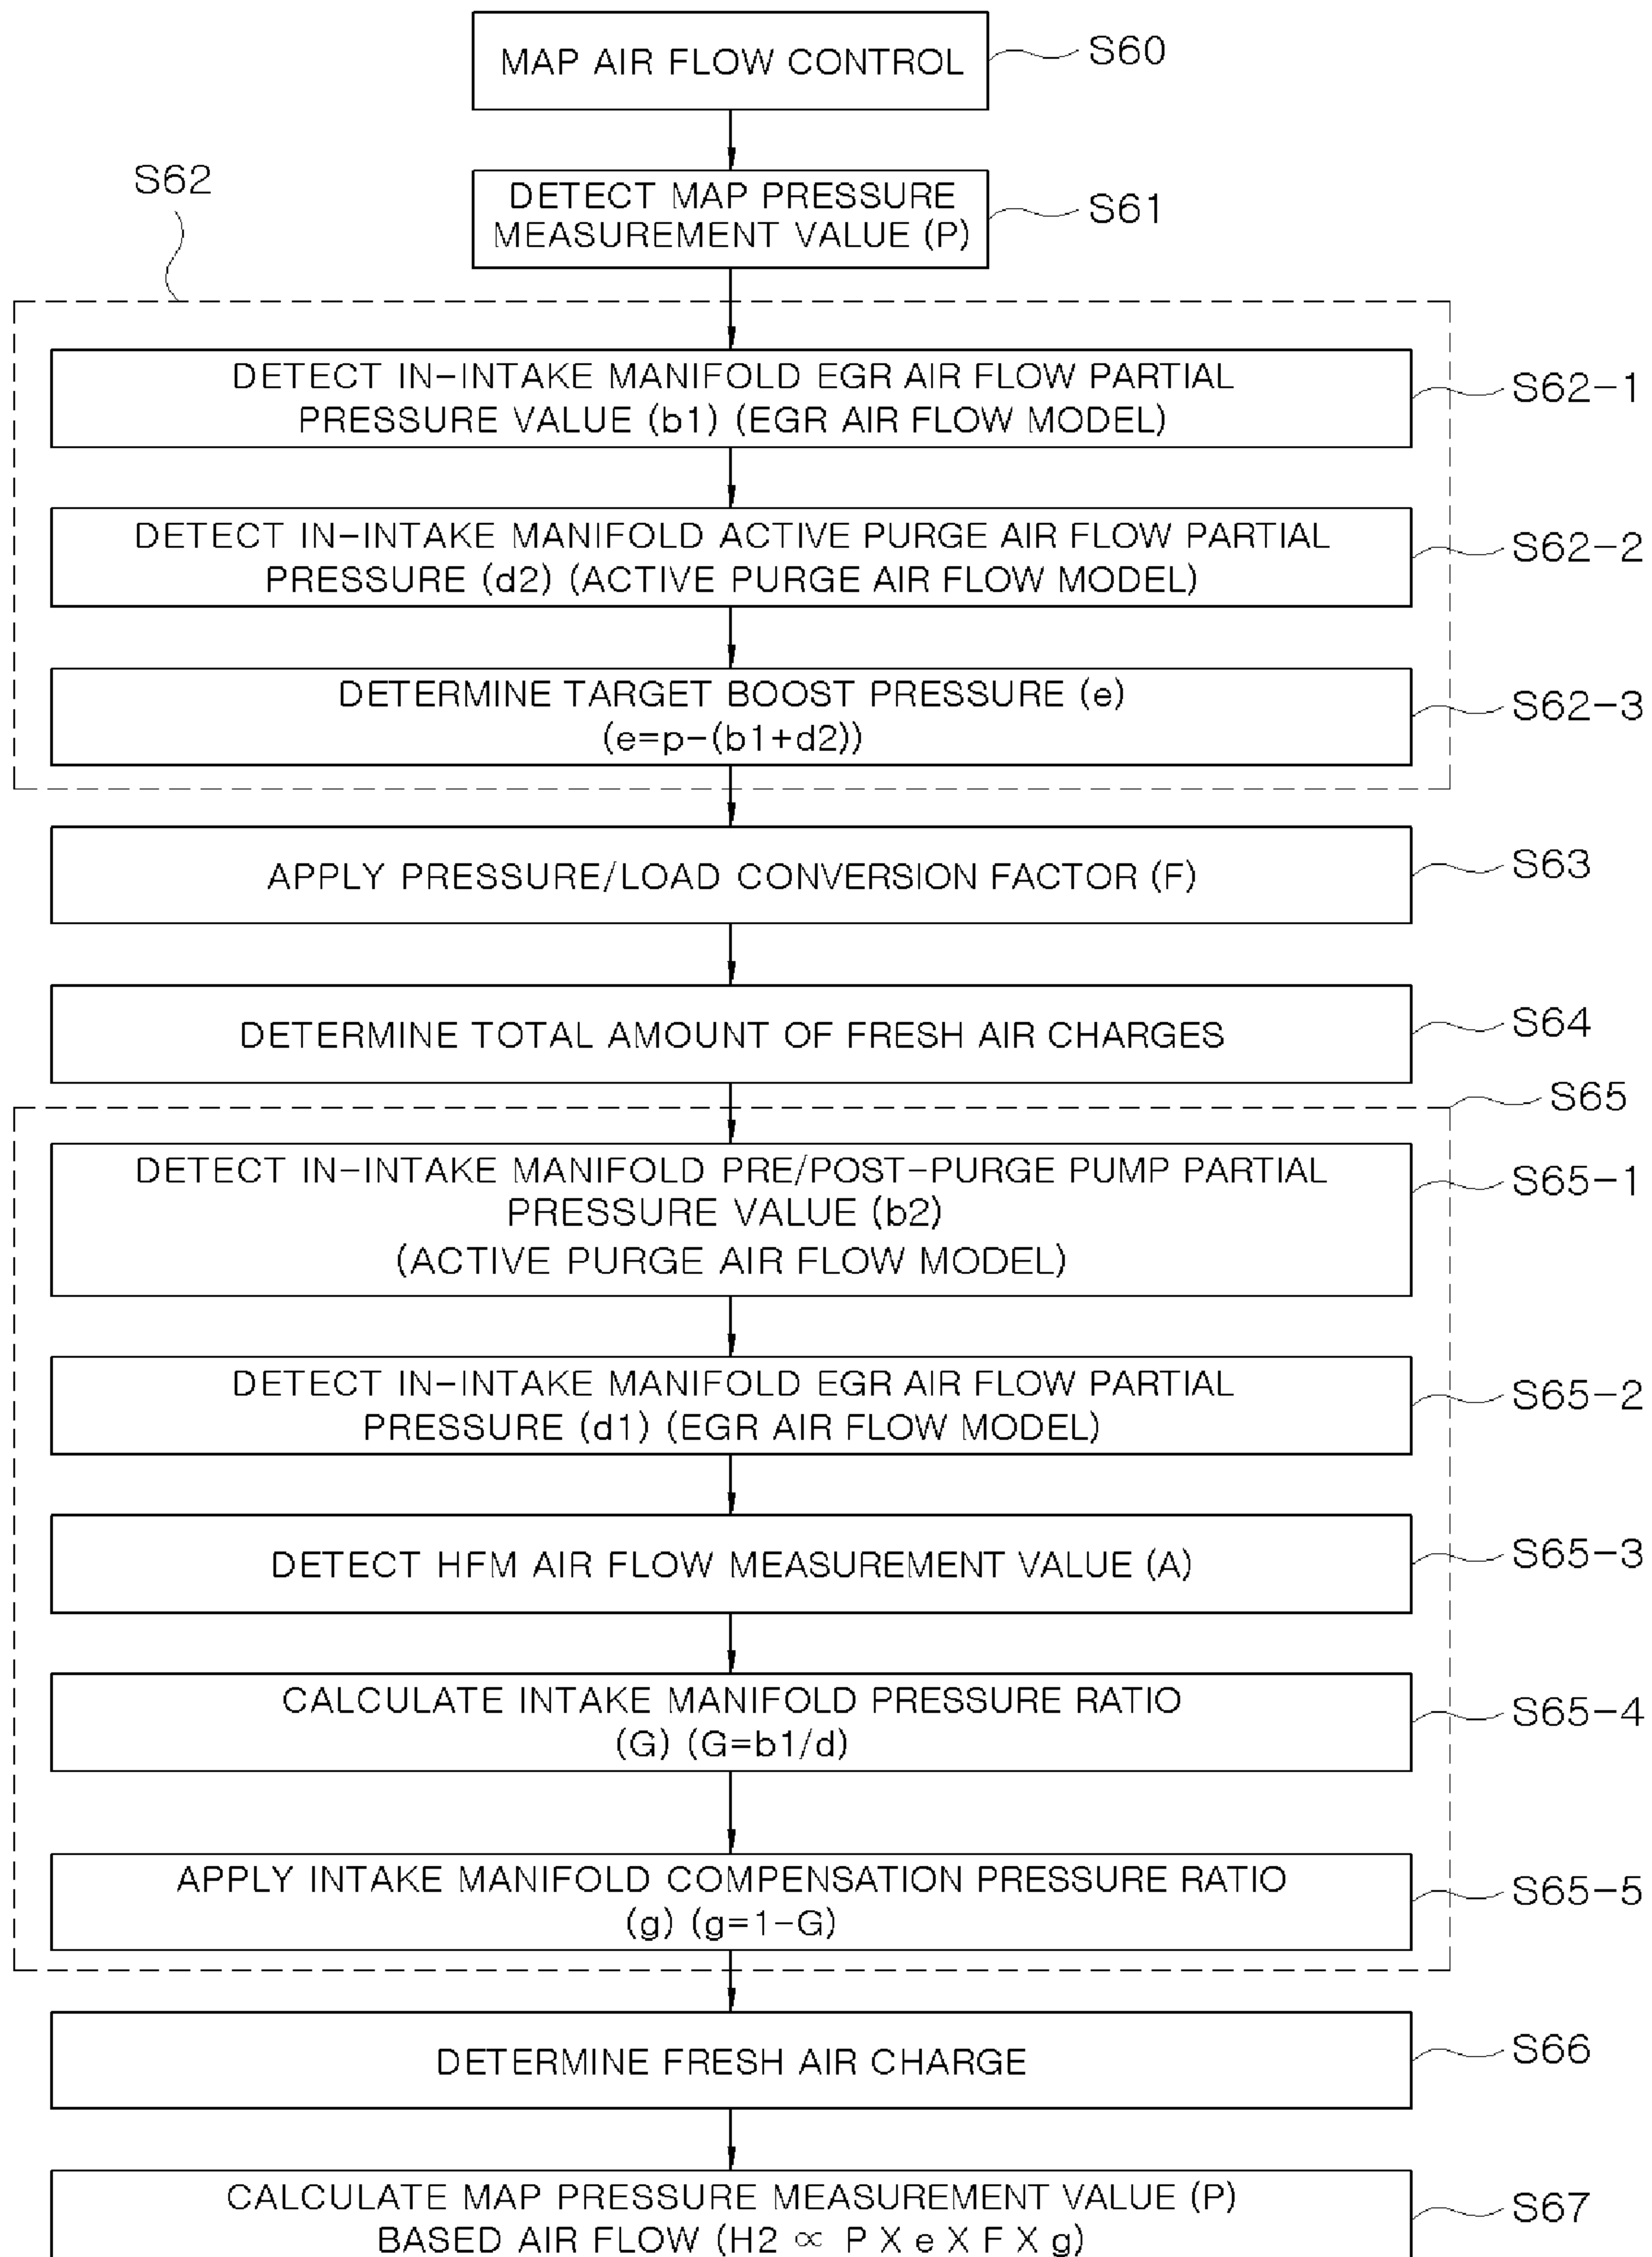 MAP AIR FLOW CONTROL
S60
DETECT MAP PRESSURE
MEASUREMENT VALUE (P)
S61
S62
DETECT IN-INTAKE MANIFOLD EGR AIR FLOW PARTIAL
PRESSURE VALUE (b1) (EGR AIR FLOW MODEL)
S62-1
DETECT IN-INTAKE MANIFOLD ACTIVE PURGE AIR FLOW PARTIAL
PRESSURE (d2) (ACTIVE PURGE AIR FLOW MODEL)
S62-2
DETERMINE TARGET BOOST PRESSURE (e)
(e=p-(b1+d2))
S62-3
APPLY PRESSURE/LOAD CONVERSION FACTOR (F)
S63
DETERMINE TOTAL AMOUNT OF FRESH AIR CHARGES
S64
S65
DETECT IN-INTAKE MANIFOLD PRE/POST-PURGE PUMP PARTIAL
PRESSURE VALUE (b2)
(ACTIVE PURGE AIR FLOW MODEL)
S65-1
DETECT IN-INTAKE MANIFOLD EGR AIR FLOW PARTIAL
PRESSURE (d1) (EGR AIR FLOW MODEL)
S65-2
DETECT HFM AIR FLOW MEASUREMENT VALUE (A)
S65-3
CALCULATE INTAKE MANIFOLD PRESSURE RATIO
(G) (G=b1/d)
S65-4
APPLY INTAKE MANIFOLD COMPENSATION PRESSURE RATIO
(g) (g=1-G)
S65-5
DETERMINE FRESH AIR CHARGE
S66
CALCULATE MAP PRESSURE MEASUREMENT VALUE (P)
BASED AIR FLOW (H2 ∝ P X e X F X g)
S67